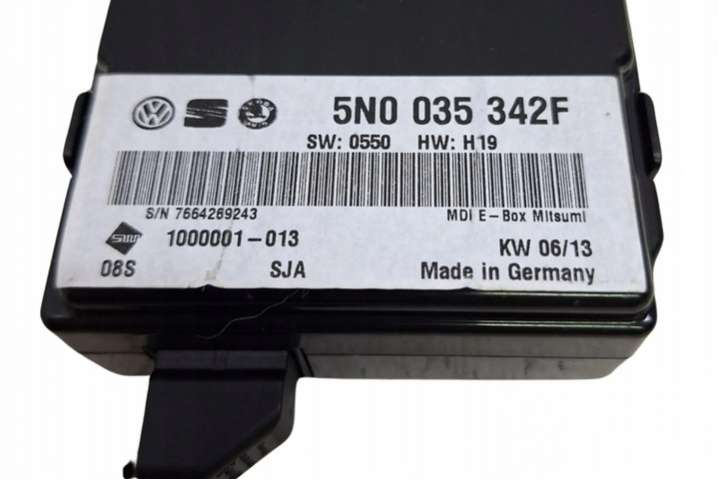 5N0 035 342F
SW: 0550 HW: H19
S/N 7664269243 MDI E-Box Mitsumi
1000001-013 KW 06/13
08S SJA Made in Germany